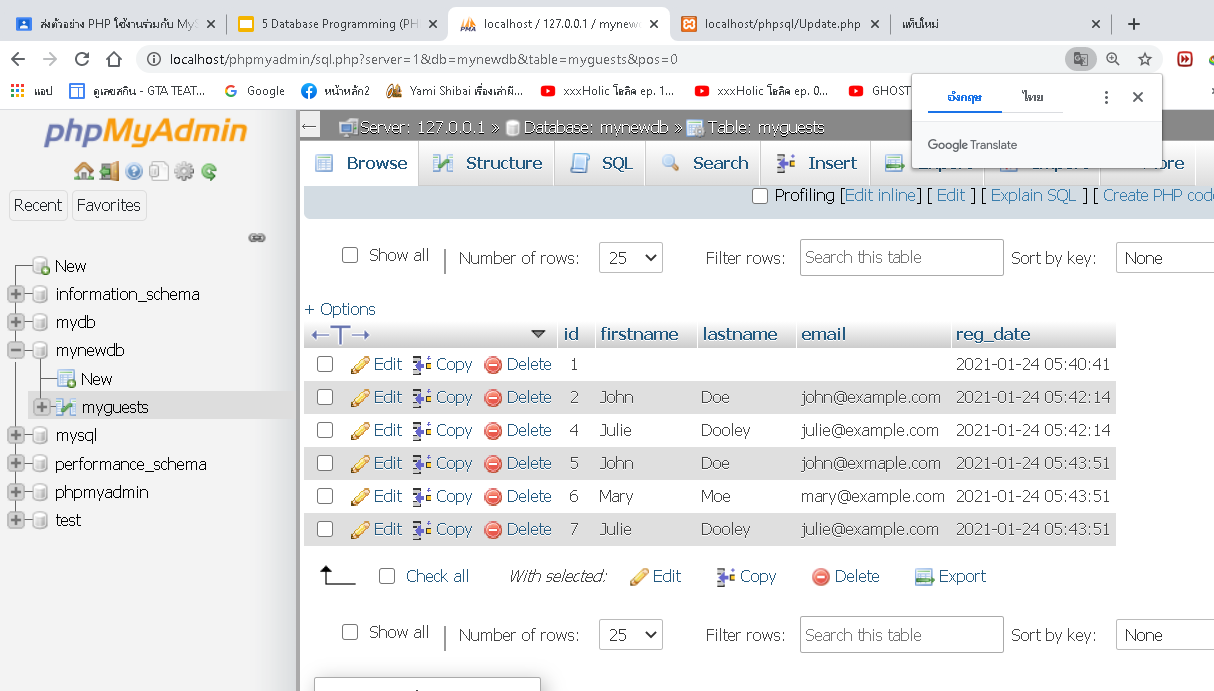 ส่งตัวอย่าง PHP ใช้งานร่วมกับ MyS
5 Database Programming (PH
localhost / 127.0.0.1 / mynew
localhost/phpsql/Update.php
แท็บใหม่
localhost/phpmyadmin/sql.php?server=1&db=mynewdb&table=myguests&pos=0
แอป
ดูเลขสกิน - GTA TEAT...
Google
หน้าหลัก2
Yami Shibai เรื่องเล่าผี...
xxxHolic โฮลิค ep. 1...
xxxHolic โฮลิค ep. 0...
GHOST
อังกฤษ
ไทย
Google Translate
phpMyAdmin
Recent
Favorites
New
information_schema
mydb
mynewdb
New
myguests
mysql
performance_schema
phpmyadmin
test
Server: 127.0.0.1 » Database: mynewdb » Table: myguests
Browse
Structure
SQL
Search
Insert
Profiling [Edit inline] [ Edit ] [ Explain SQL ] [ Create PHP cod
Show all
Number of rows: 25
Filter rows: Search this table
Sort by key: None
+ Options
←T→ id firstname lastname email reg_date
Edit Copy Delete 1 2021-01-24 05:40:41
Edit Copy Delete 2 John Doe john@example.com 2021-01-24 05:42:14
Edit Copy Delete 4 Julie Dooley julie@example.com 2021-01-24 05:42:14
Edit Copy Delete 5 John Doe john@exmaple.com 2021-01-24 05:43:51
Edit Copy Delete 6 Mary Moe mary@example.com 2021-01-24 05:43:51
Edit Copy Delete 7 Julie Dooley julie@example.com 2021-01-24 05:43:51
Check all With selected: Edit Copy Delete Export
Show all
Number of rows: 25
Filter rows: Search this table
Sort by key: None